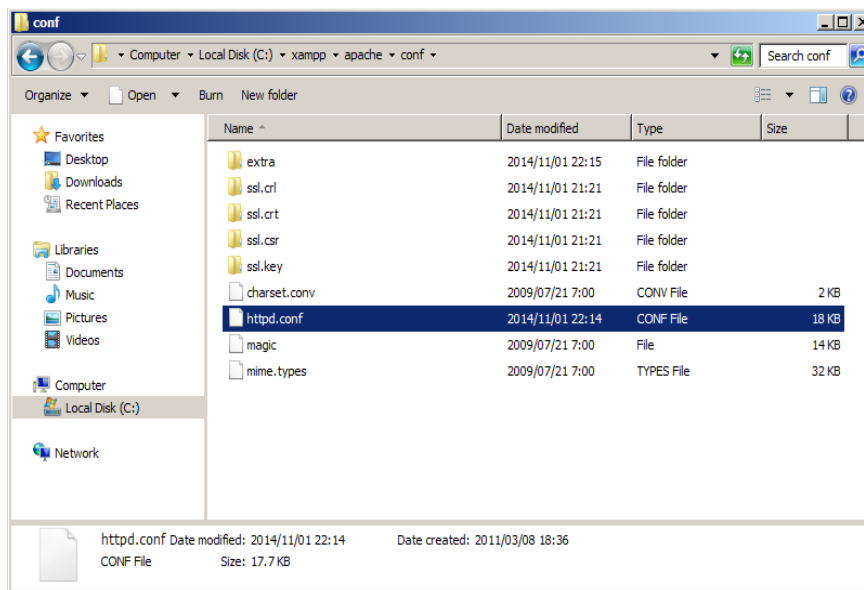 conf
Computer Local Disk (C:) xampp apache conf Search conf
Organize Open Burn New folder
Name Date modified Type Size
Favorites
Desktop
Downloads
Recent Places
Libraries
Documents
Music
Pictures
Videos
Computer
Local Disk (C:)
Network
extra 2014/11/01 22:15 File folder
ssl.crl 2014/11/01 21:21 File folder
ssl.crt 2014/11/01 21:21 File folder
ssl.csr 2014/11/01 21:21 File folder
ssl.key 2014/11/01 21:21 File folder
charset.conv 2009/07/21 7:00 CONV File 2 KB
httpd.conf 2014/11/01 22:14 CONF File 18 KB
magic 2009/07/21 7:00 File 14 KB
mime.types 2009/07/21 7:00 TYPES File 32 KB
httpd.conf Date modified: 2014/11/01 22:14 Date created: 2011/03/08 18:36
CONF File Size: 17.7 KB